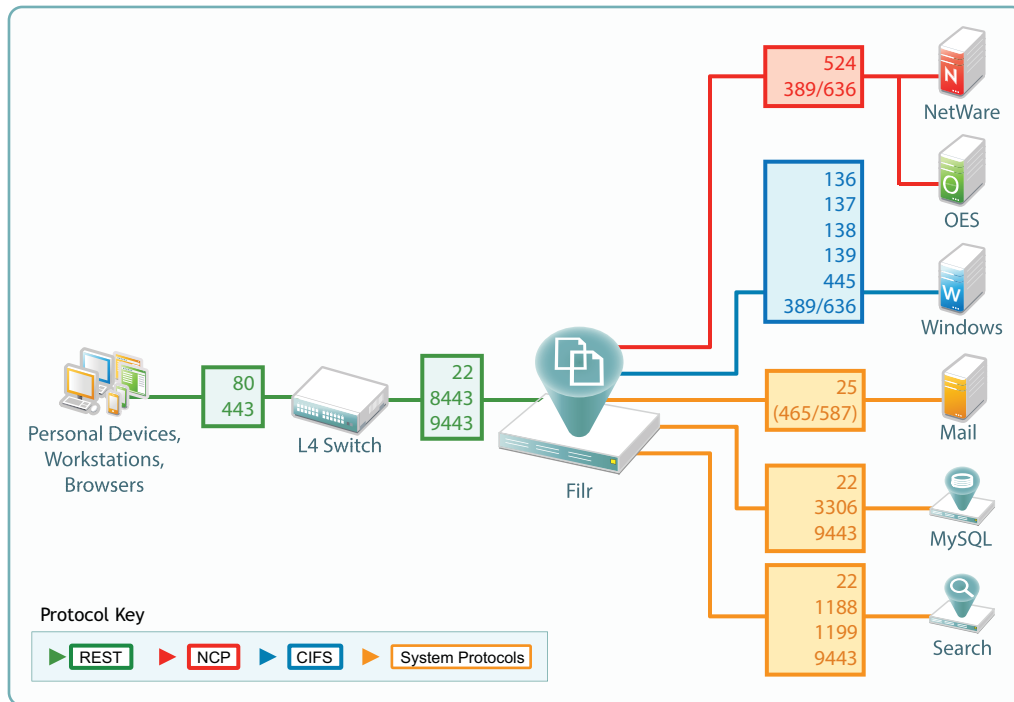 524
389/636
N
NetWare
O
OES
136
137
138
139
445
389/636
W
Windows
80
443
Personal Devices,
Workstations,
Browsers
L4 Switch
22
8443
9443
Filr
25
(465/587)
Mail
22
3306
9443
MySQL
22
1188
1199
9443
Search
Protocol Key
REST
NCP
CIFS
System Protocols